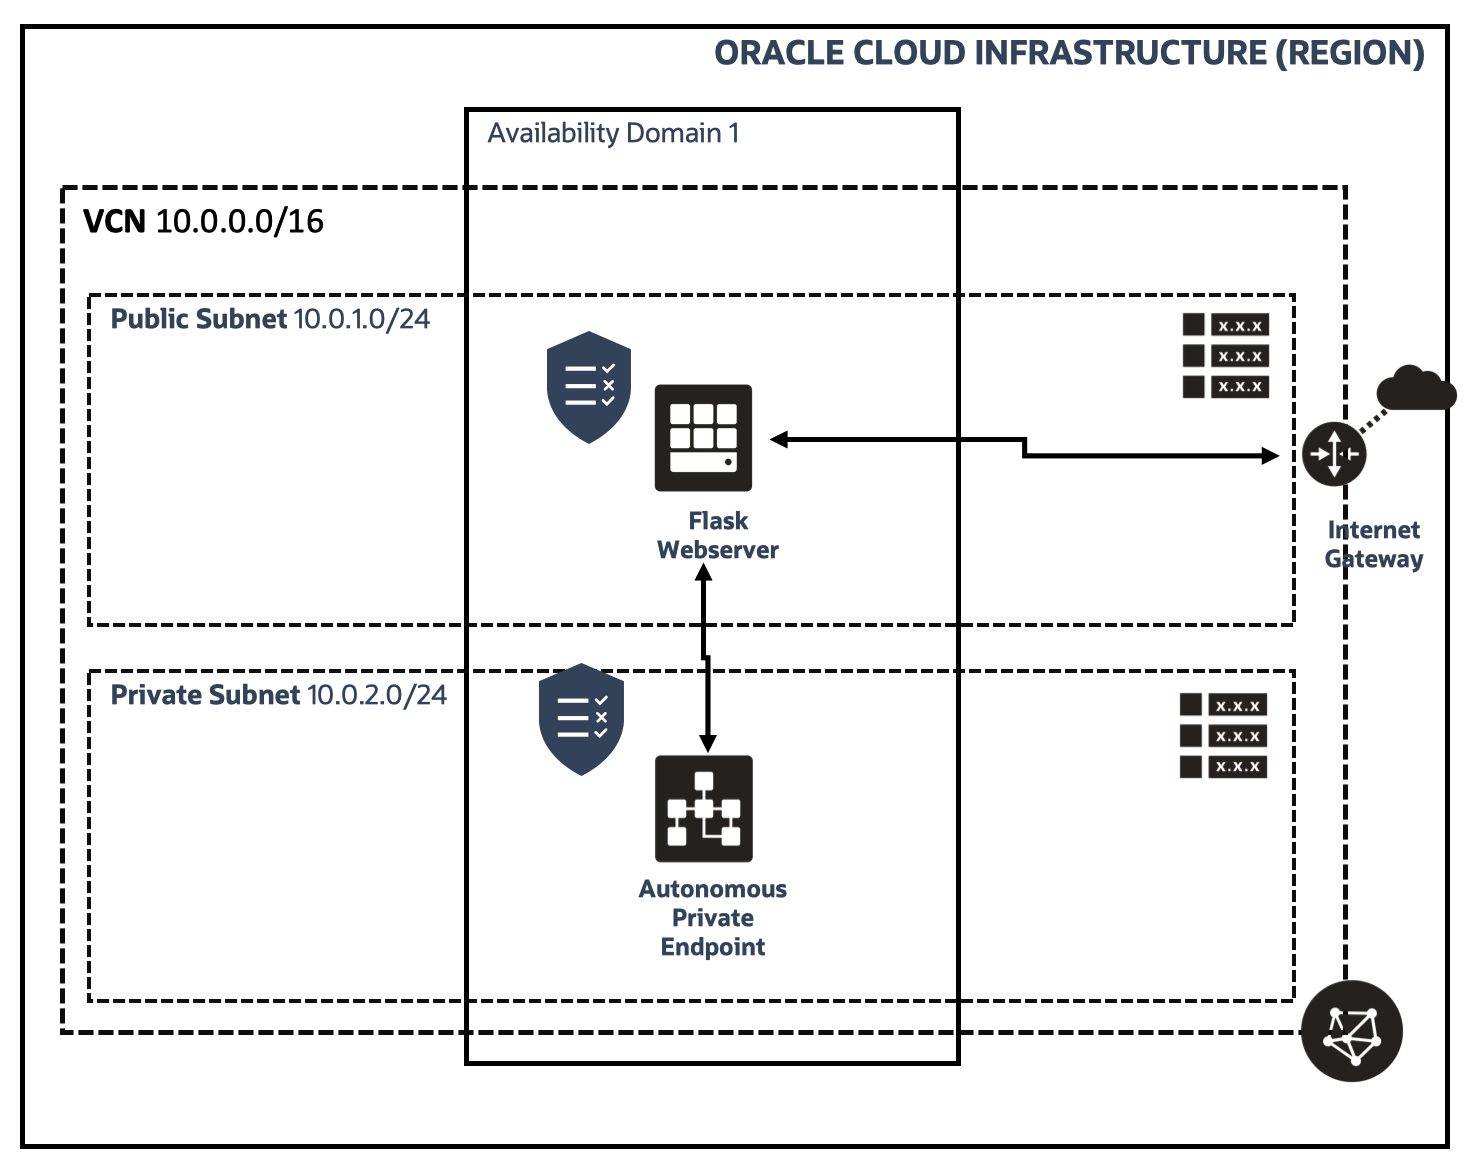 ORACLE CLOUD INFRASTRUCTURE (REGION)
Availability Domain 1
VCN 10.0.0.0/16
Public Subnet 10.0.1.0/24
x.x.x
x.x.x
x.x.x
Flask
Webserver
Internet
Gateway
Private Subnet 10.0.2.0/24
x.x.x
x.x.x
x.x.x
Autonomous
Private
Endpoint